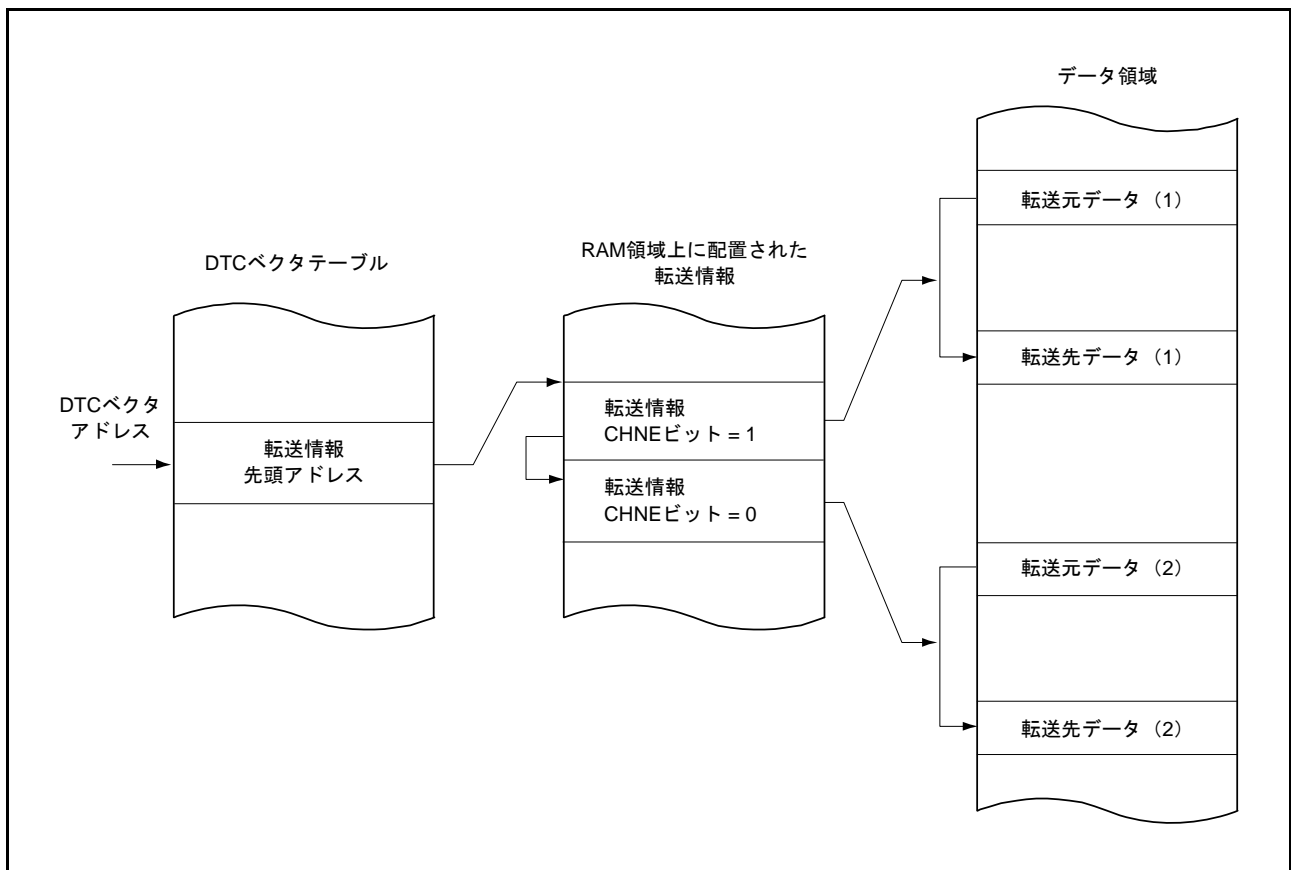 データ領域
転送元データ（1）
転送先データ（1）
転送元データ（2）
転送先データ（2）
RAM領域上に配置された
転送情報
転送情報
CHNEビット = 1
転送情報
CHNEビット = 0
DTCベクタテーブル
転送情報
先頭アドレス
DTCベクタ
アドレス